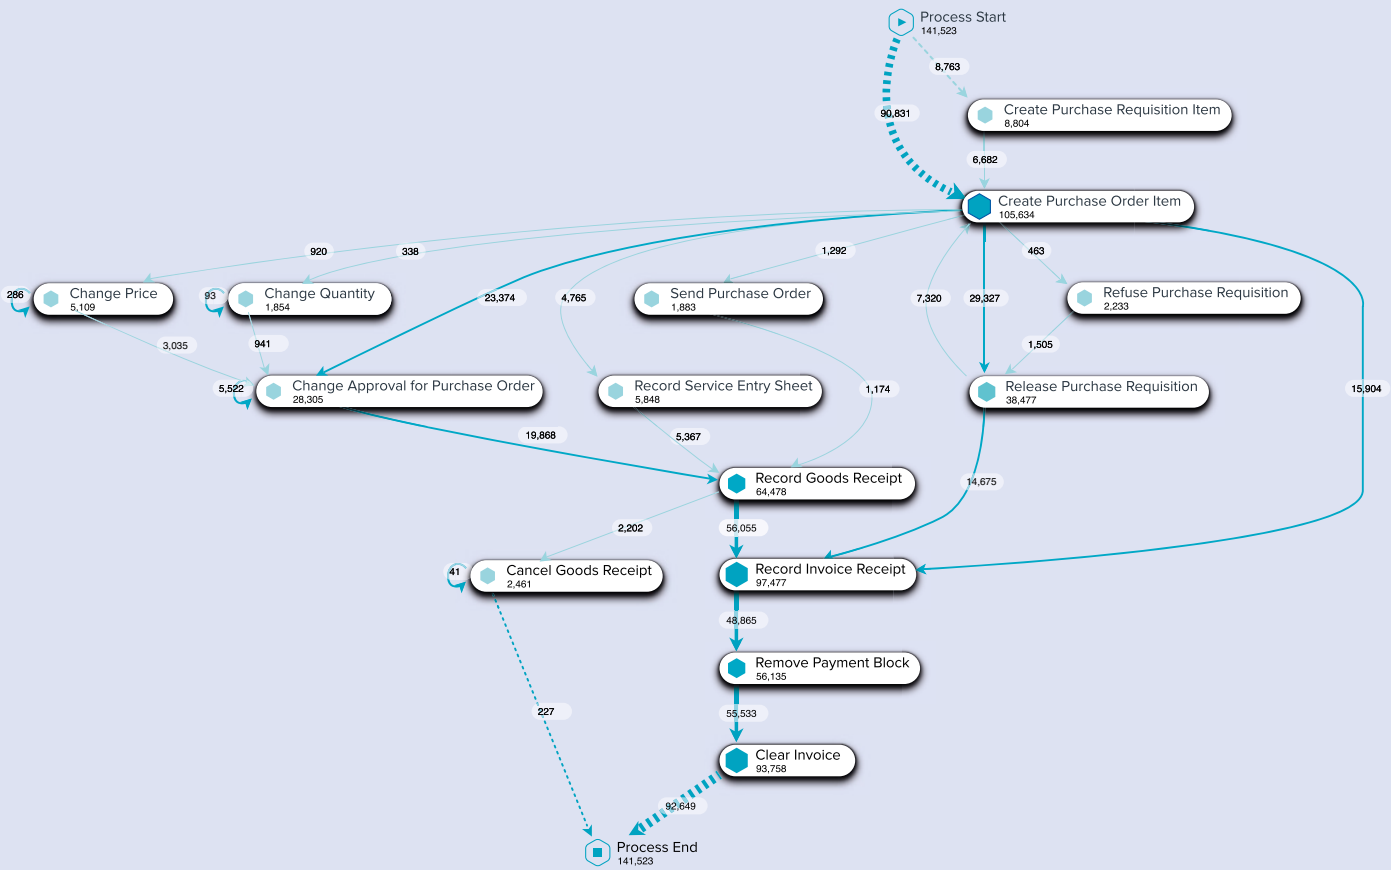 Process Start
141,523
8,763
90,831
Create Purchase Requisition Item
8,804
6,682
Create Purchase Order Item
105,634
920
338
1,292
463
286
Change Price
5,109
93
Change Quantity
1,854
23,374
4,765
Send Purchase Order
1,883
7,320
29,327
Refuse Purchase Requisition
2,233
3,035
941
1,505
5,522
Change Approval for Purchase Order
28,305
Record Service Entry Sheet
5,848
1,174
Release Purchase Requisition
38,477
15,904
19,868
5,367
Record Goods Receipt
64,478
14,675
2,202
56,055
41
Cancel Goods Receipt
2,461
Record Invoice Receipt
97,477
48,865
Remove Payment Block
56,135
227
55,533
Clear Invoice
93,758
92,649
Process End
141,523